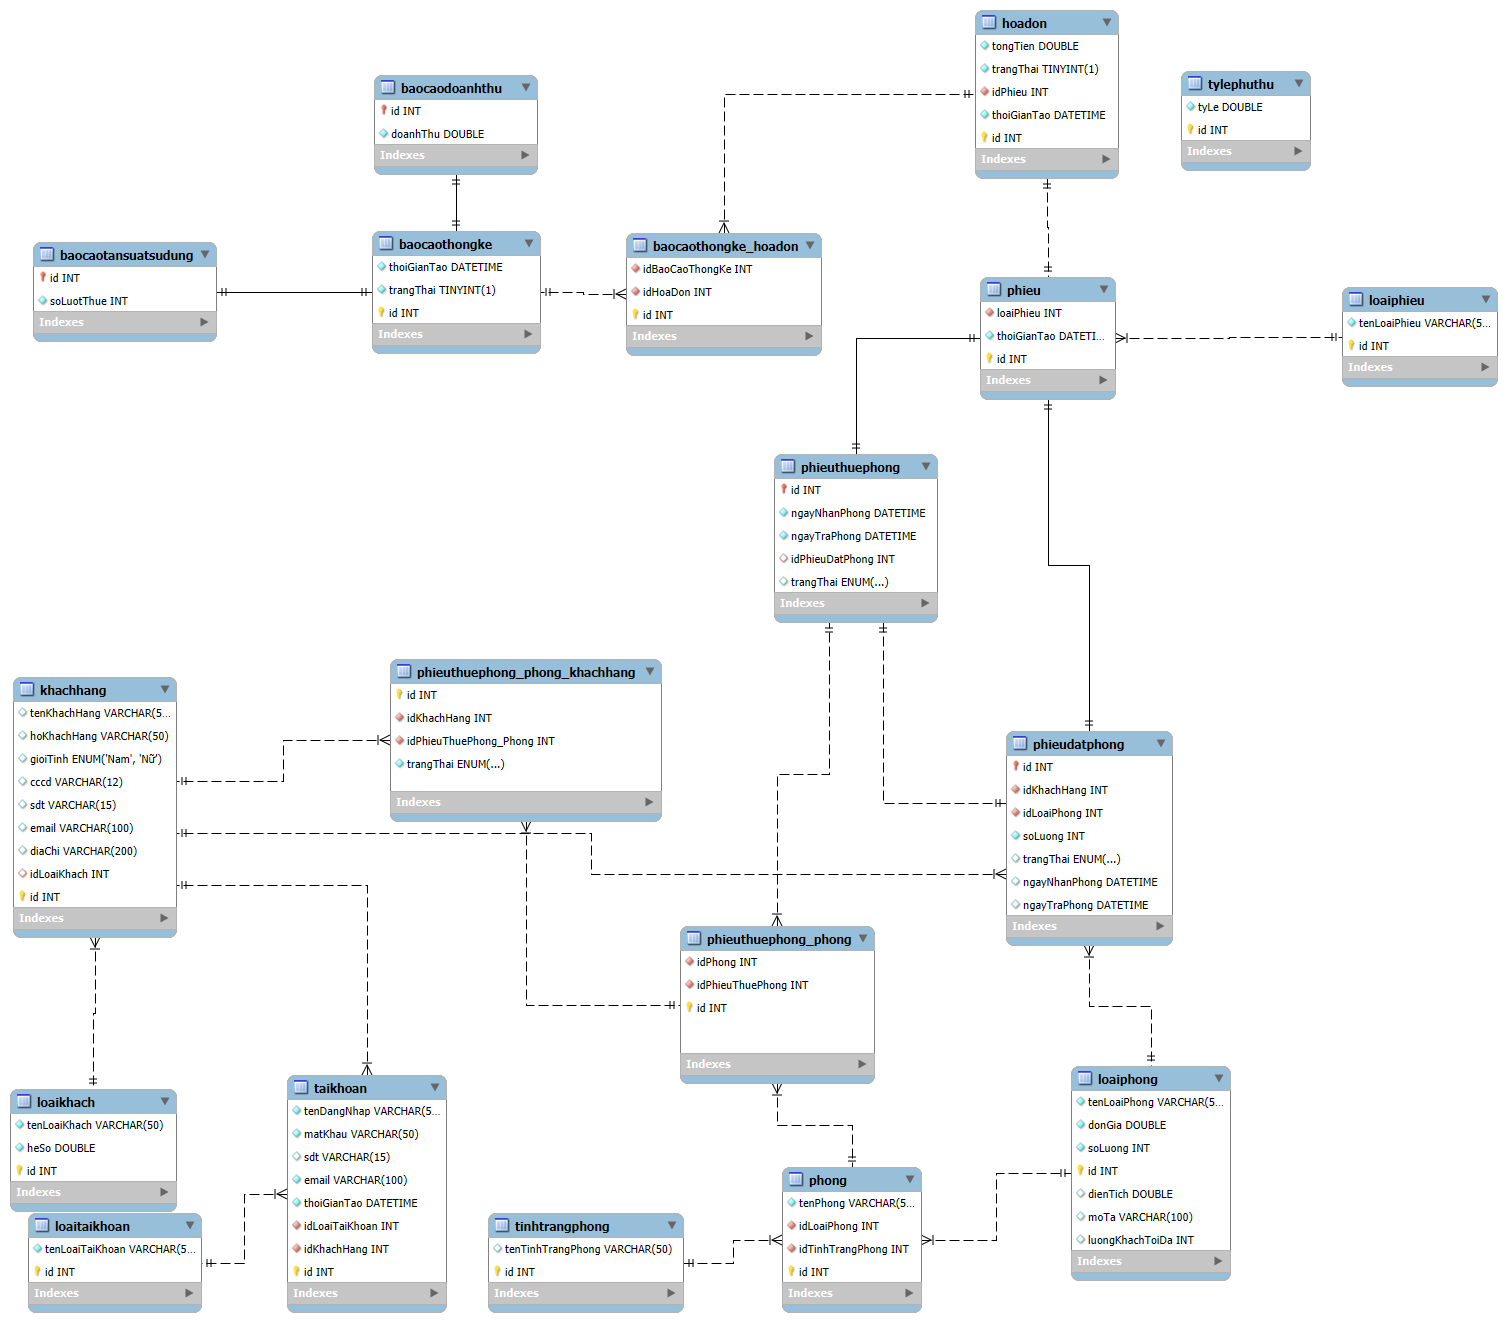 hoadon
tongTien DOUBLE
trangThai TINYINT(1)
idPhieu INT
thoiGianTao DATETIME
id INT
Indexes
tylephuthu
tyLe DOUBLE
id INT
Indexes
baocaodoanhthu
id INT
doanhThu DOUBLE
Indexes
baocaotansuatsudung
id INT
soLuotThue INT
Indexes
baocaothongke
thoiGianTao DATETIME
trangThai TINYINT(1)
id INT
Indexes
baocaothongke_hoadon
idBaoCaoThongKe INT
idHoaDon INT
id INT
Indexes
phieu
loaiPhieu INT
thoiGianTao DATETI...
id INT
Indexes
loaiphieu
tenLoaiPhieu VARCHAR(5...
id INT
Indexes
phieuthuephong
id INT
ngayNhanPhong DATETIME
ngayTraPhong DATETIME
idPhieuDatPhong INT
trangThai ENUM(...)
Indexes
khachhang
tenKhachHang VARCHAR(5...
hoKhachHang VARCHAR(50)
gioiTinh ENUM('Nam', 'Nữ')
cccd VARCHAR(12)
sdt VARCHAR(15)
email VARCHAR(100)
diaChi VARCHAR(200)
idLoaiKhach INT
id INT
Indexes
phieuthuephong_phong_khachhang
id INT
idKhachHang INT
idPhieuThuePhong_Phong INT
trangThai ENUM(...)
Indexes
phieudatphong
id INT
idKhachHang INT
idLoaiPhong INT
soLuong INT
trangThai ENUM(...)
ngayNhanPhong DATETIME
ngayTraPhong DATETIME
Indexes
phieuthuephong_phong
idPhong INT
idPhieuThuePhong INT
id INT
Indexes
loaikhach
tenLoaiKhach VARCHAR(50)
heSo DOUBLE
id INT
Indexes
taikhoan
tenDangNhap VARCHAR(5...
matKhau VARCHAR(50)
sdt VARCHAR(15)
email VARCHAR(100)
thoiGianTao DATETIME
idLoaiTaiKhoan INT
idKhachHang INT
id INT
Indexes
loaiphong
tenLoaiPhong VARCHAR(5...
donGia DOUBLE
soLuong INT
id INT
dienTich DOUBLE
moTa VARCHAR(100)
luongKhachToiDa INT
Indexes
loaitaikhoan
tenLoaiTaiKhoan VARCHAR(5...
id INT
Indexes
tinhtrangphong
tenTinhTrangPhong VARCHAR(50)
id INT
Indexes
phong
tenPhong VARCHAR(5...
idLoaiPhong INT
idTinhTrangPhong INT
id INT
Indexes